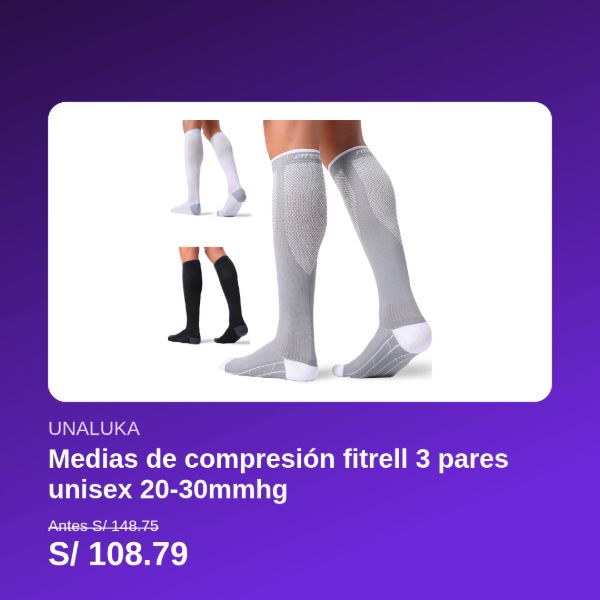 UNALUKA
Medias de compresión fitrell 3 pares
unisex 20-30mmhg
Antes S/ 148.75
S/ 108.79